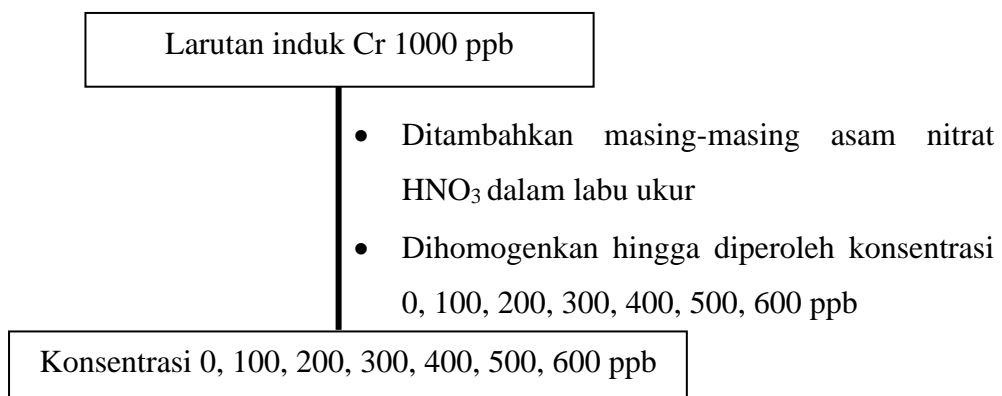 Larutan induk Cr 1000 ppb
• Ditambahkan masing-masing asam nitrat
HNO₃ dalam labu ukur
• Dihomogenkan hingga diperoleh konsentrasi
0, 100, 200, 300, 400, 500, 600 ppb
Konsentrasi 0, 100, 200, 300, 400, 500, 600 ppb